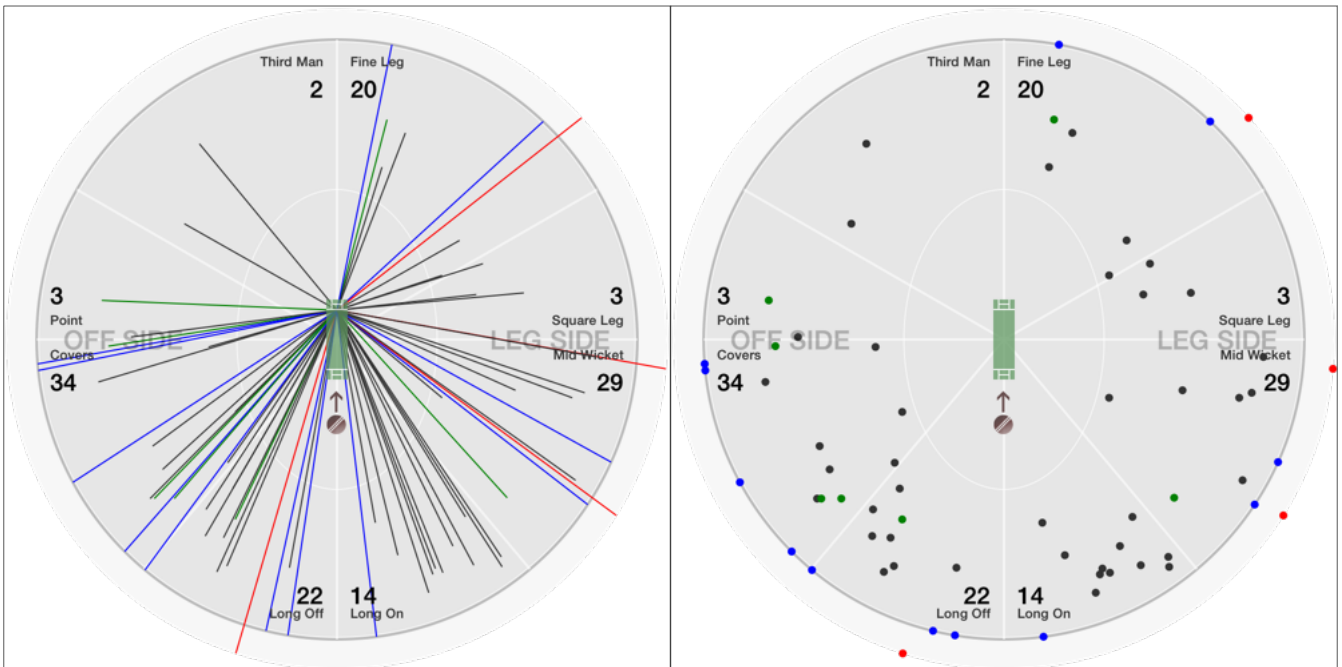 Third Man Fine Leg
2 20
3 3
Point Square Leg
OFF SIDE LEG SIDE
Covers Mid Wicket
34 29
22 14
Long Off Long On
Third Man Fine Leg
2 20
3 3
Point Square Leg
OFF SIDE LEG SIDE
Covers Mid Wicket
34 29
22 14
Long Off Long On